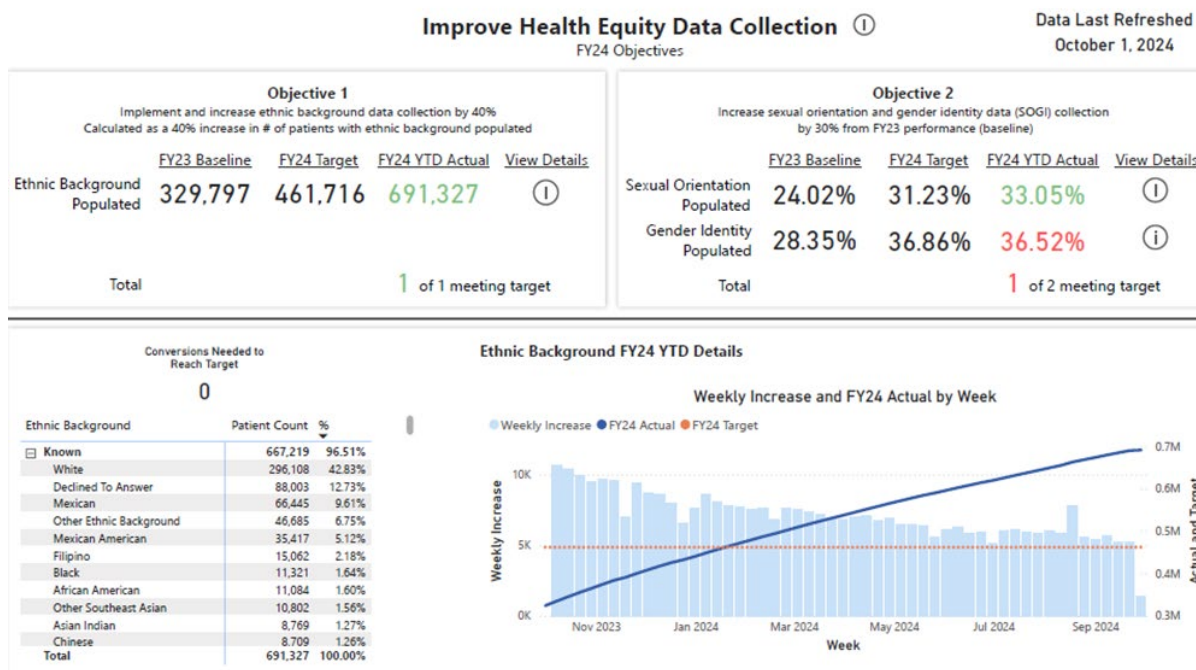 Improve Health Equity Data Collection
FY24 Objectives
Data Last Refreshed
October 1, 2024
Objective 1
Implement and increase ethnic background data collection by 40%
Calculated as a 40% increase in # of patients with ethnic background populated
FY23 Baseline FY24 Target FY24 YTD Actual View Details
Ethnic Background
Populated
329,797 461,716 691,327
Total 1 of 1 meeting target
Objective 2
Increase sexual orientation and gender identity data (SOGI) collection
by 30% from FY23 performance (baseline)
FY23 Baseline FY24 Target FY24 YTD Actual View Details
Sexual Orientation
Populated
24.02% 31.23% 33.05%
Gender Identity
Populated
28.35% 36.86% 36.52%
Total 1 of 2 meeting target
Conversions Needed to
Reach Target
0
Ethnic Background Patient Count %
Known 667,219 96.51%
White 296,108 42.83%
Declined To Answer 88,003 12.73%
Mexican 66,445 9.61%
Other Ethnic Background 46,685 6.75%
Mexican American 35,417 5.12%
Filipino 15,062 2.18%
Black 11,321 1.64%
African American 11,084 1.60%
Other Southeast Asian 10,802 1.56%
Asian Indian 8,769 1.27%
Chinese 8,709 1.26%
Total 691,327 100.00%
Ethnic Background FY24 YTD Details
Weekly Increase and FY24 Actual by Week
Weekly Increase FY24 Actual FY24 Target
Weekly Increase
10K
5K
0K
0.7M
0.6M
0.5M
0.4M
0.3M
Actual and Target
Nov 2023 Jan 2024 Mar 2024 May 2024 Jul 2024 Sep 2024
Week